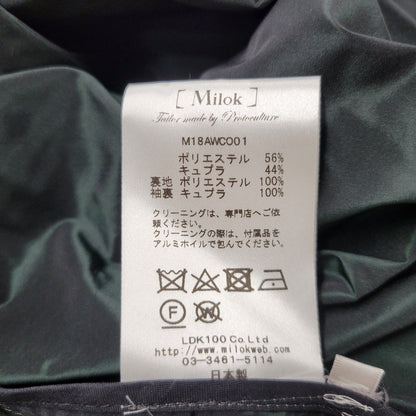 [ Milok ]
Tailor made by Protoculture
M18AWCO01
ポリエステル 56%
キュプラ 44%
裏地 ポリエステル 100%
袖裏 キュプラ 100%
クリーニングは、専門店へご依
頼ください。
クリーニングの際は、付属品を
アルミホイルで包んでください。
F W
LDK100 Co.Ltd
http://www.milokweb.com
03-3461-5114
日本製